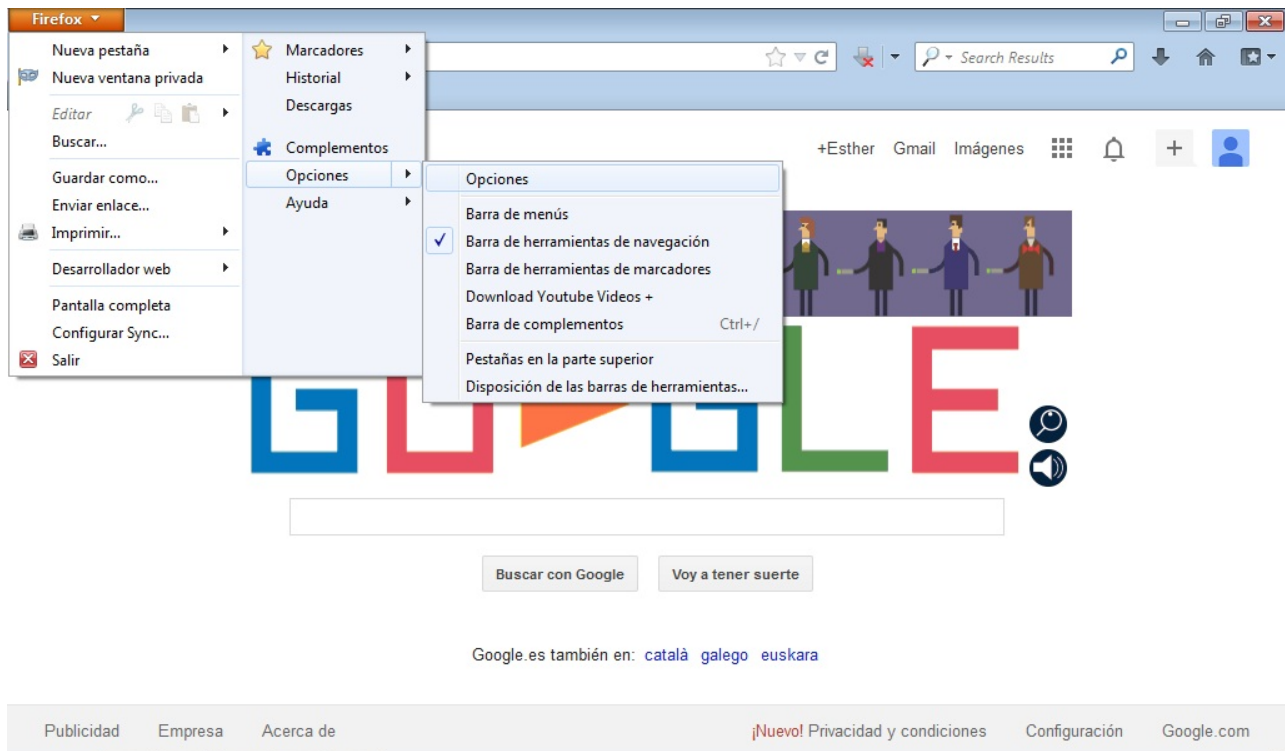 Firefox
Nueva pestaña
Nueva ventana privada
Editar
Buscar...
Guardar como...
Enviar enlace...
Imprimir...
Desarrollador web
Pantalla completa
Configurar Sync...
Salir
Marcadores
Historial
Descargas
Complementos
Opciones
Ayuda
Opciones
Barra de menús
Barra de herramientas de navegación
Barra de herramientas de marcadores
Download Youtube Videos +
Barra de complementos Ctrl+/
Pestañas en la parte superior
Disposición de las barras de herramientas...
Search Results
+Esther Gmail Imágenes
GOOGLE
Buscar con Google Voy a tener suerte
Google.es también en: català galego euskara
Publicidad Empresa Acerca de ¡Nuevo! Privacidad y condiciones Configuración Google.com